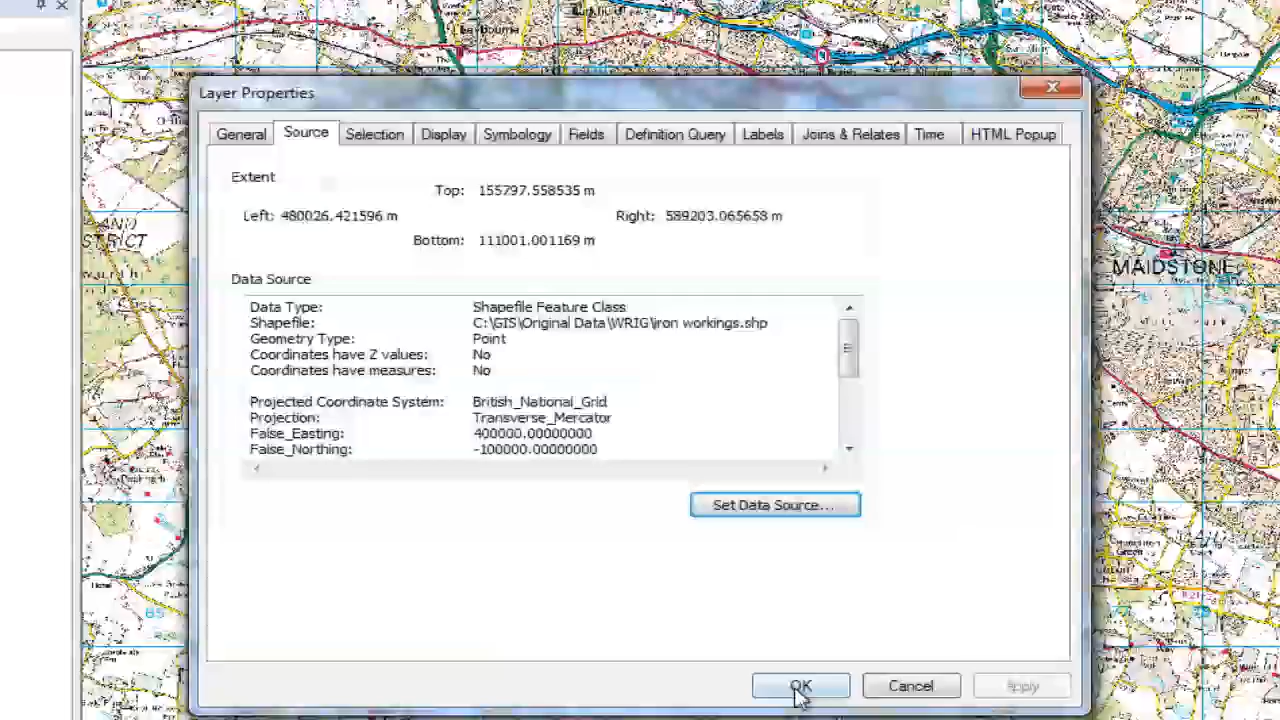 Layer Properties
General Source Selection Display Symbology Fields Definition Query Labels Joins & Relates Time HTML Popup
Extent
Top: 155797.558535 m
Left: 480026.421596 m Right: 589203.065658 m
Bottom: 111001.001169 m
Data Source
Data Type: Shapefile Feature Class
Shapefile: C:\GIS\Original Data\WRIG\iron workings.shp
Geometry Type: Point
Coordinates have Z values: No
Coordinates have measures: No
Projected Coordinate System: British_National_Grid
Projection: Transverse_Mercator
False_Easting: 400000.00000000
False_Northing: -100000.00000000
Set Data Source...
OK Cancel Apply
MAIDSTONE
STRICT